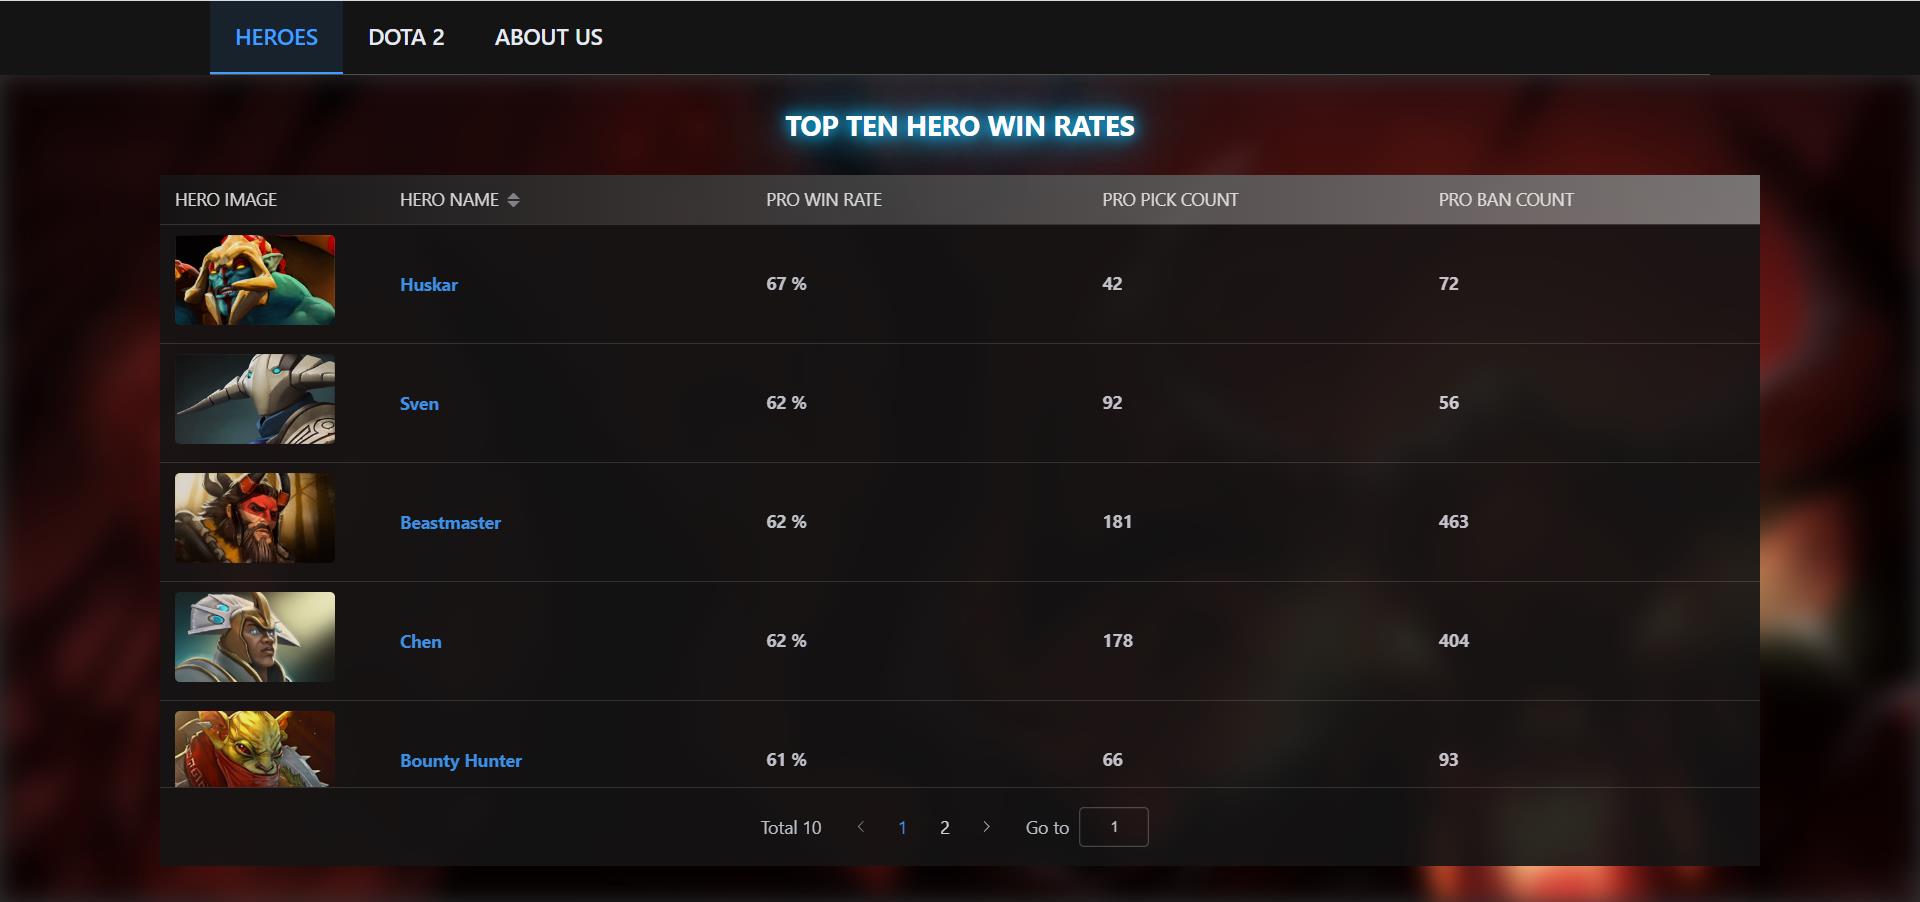 HEROES DOTA 2 ABOUT US
TOP TEN HERO WIN RATES
HERO IMAGE HERO NAME PRO WIN RATE PRO PICK COUNT PRO BAN COUNT
Huskar 67 % 42 72
Sven 62 % 92 56
Beastmaster 62 % 181 463
Chen 62 % 178 404
Bounty Hunter 61 % 66 93
Total 10 1 2 Go to 1